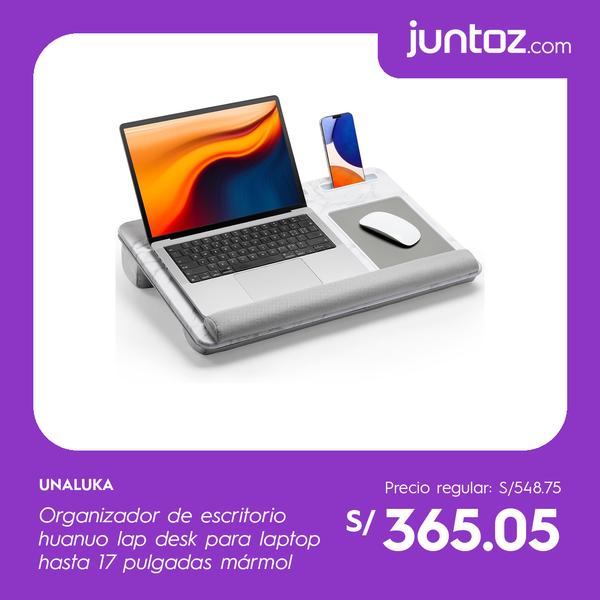 juntoz.com
UNALUKA
Organizador de escritorio
huanuo lap desk para laptop
hasta 17 pulgadas mármol
Precio regular: S/548.75
S/ 365.05